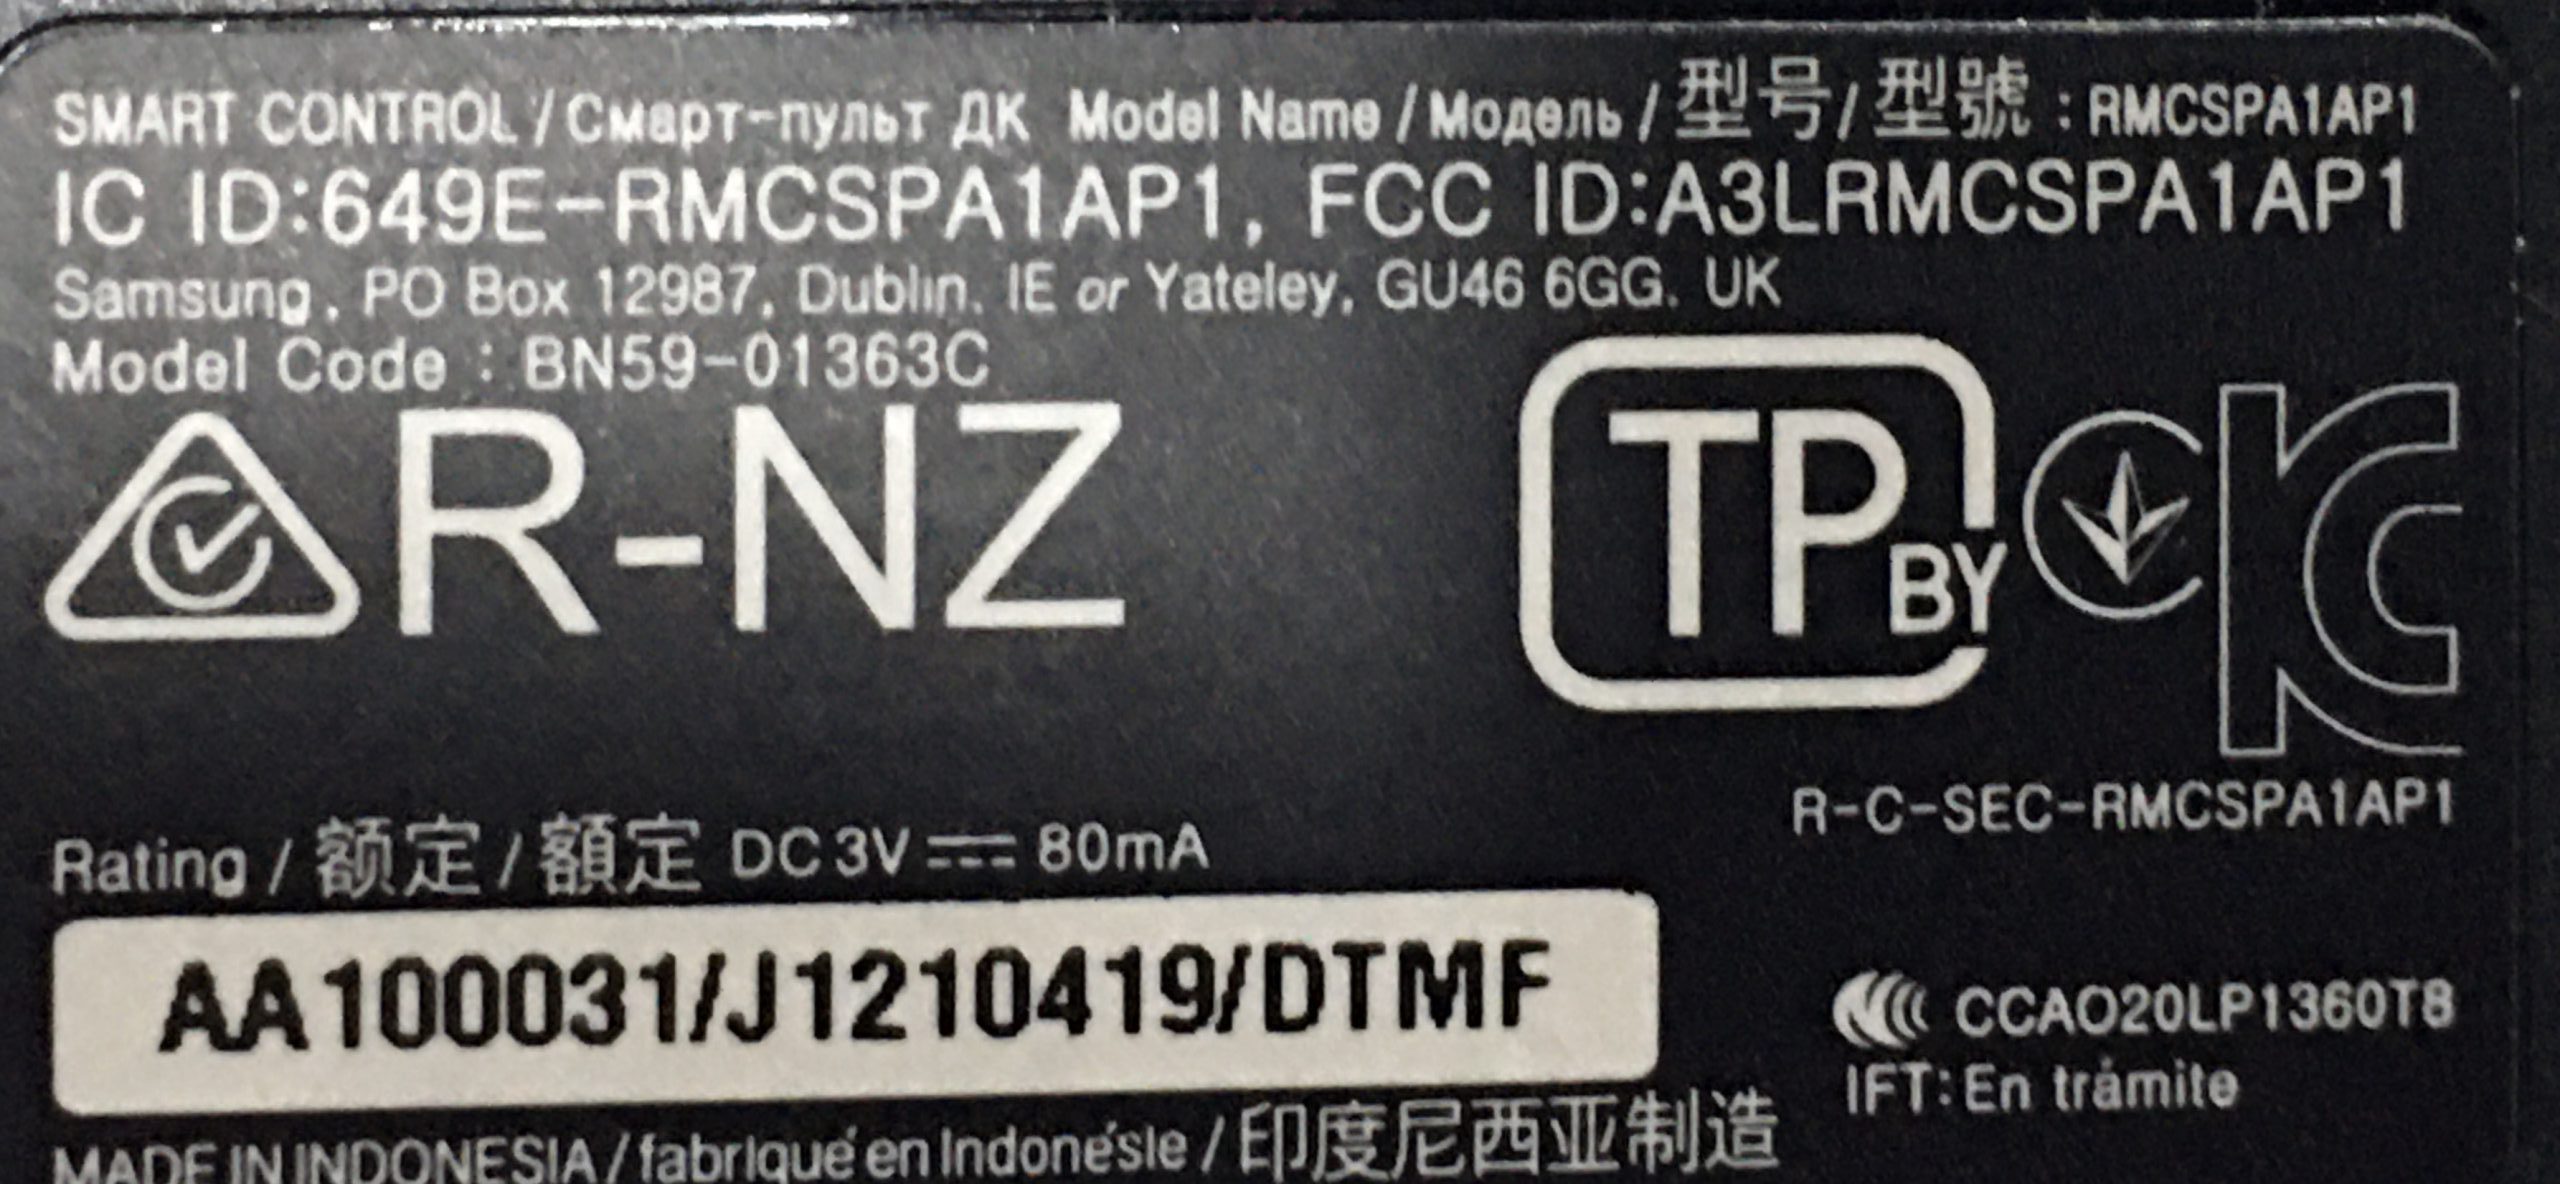 SMART CONTROL / Смарт-пульт ДК Model Name / Модель / 型号 / 型號 : RMCSPA1AP1
IC ID:649E-RMCSPA1AP1, FCC ID:A3LRMCSPA1AP1
Samsung, PO Box 12987, Dublin. IE or Yateley, GU46 6GG. UK
Model Code : BN59-01363C
R-NZ
TP BY
R-C-SEC-RMCSPA1AP1
Rating / 额定 / 額定 DC 3V ⎓ 80mA
AA100031/J1210419/DTMF
CCAO20LP1360T8
IFT: En trámite
MADE IN INDONESIA / fabriqué en Indonésie / 印度尼西亚制造